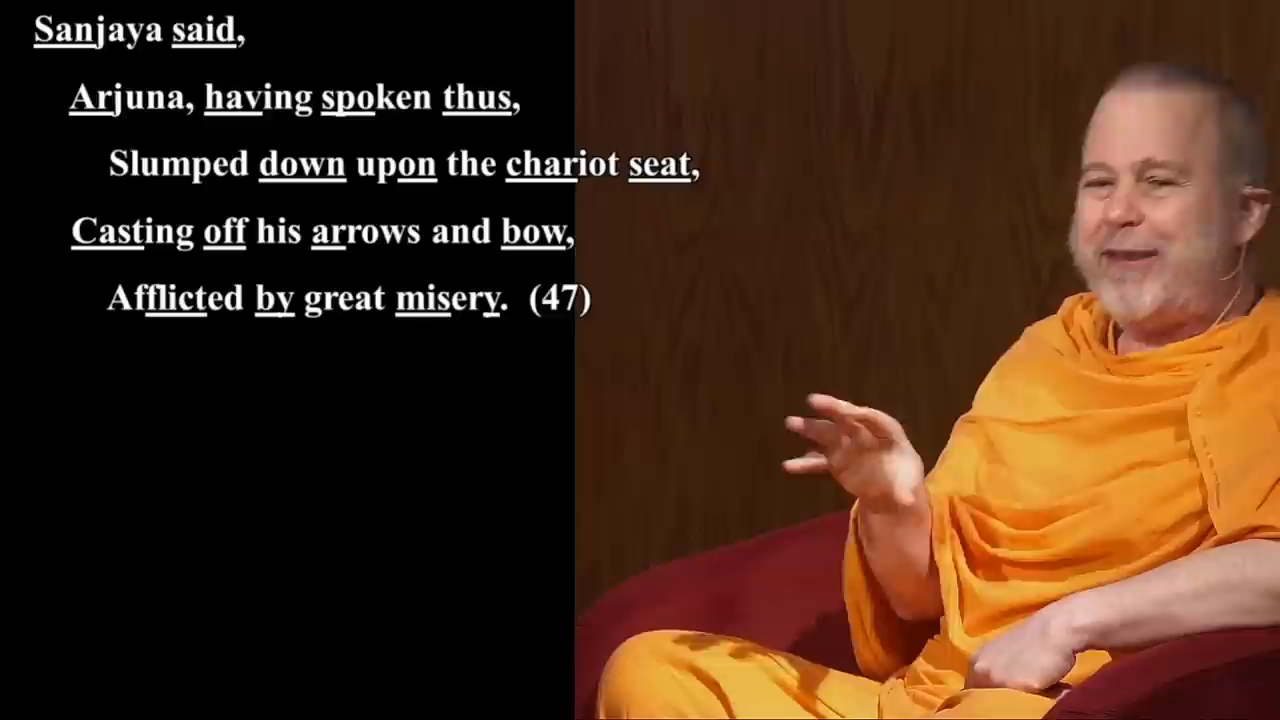 Sanjaya said,
Arjuna, having spoken thus,
Slumped down upon the chariot seat,
Casting off his arrows and bow,
Afflicted by great misery. (47)